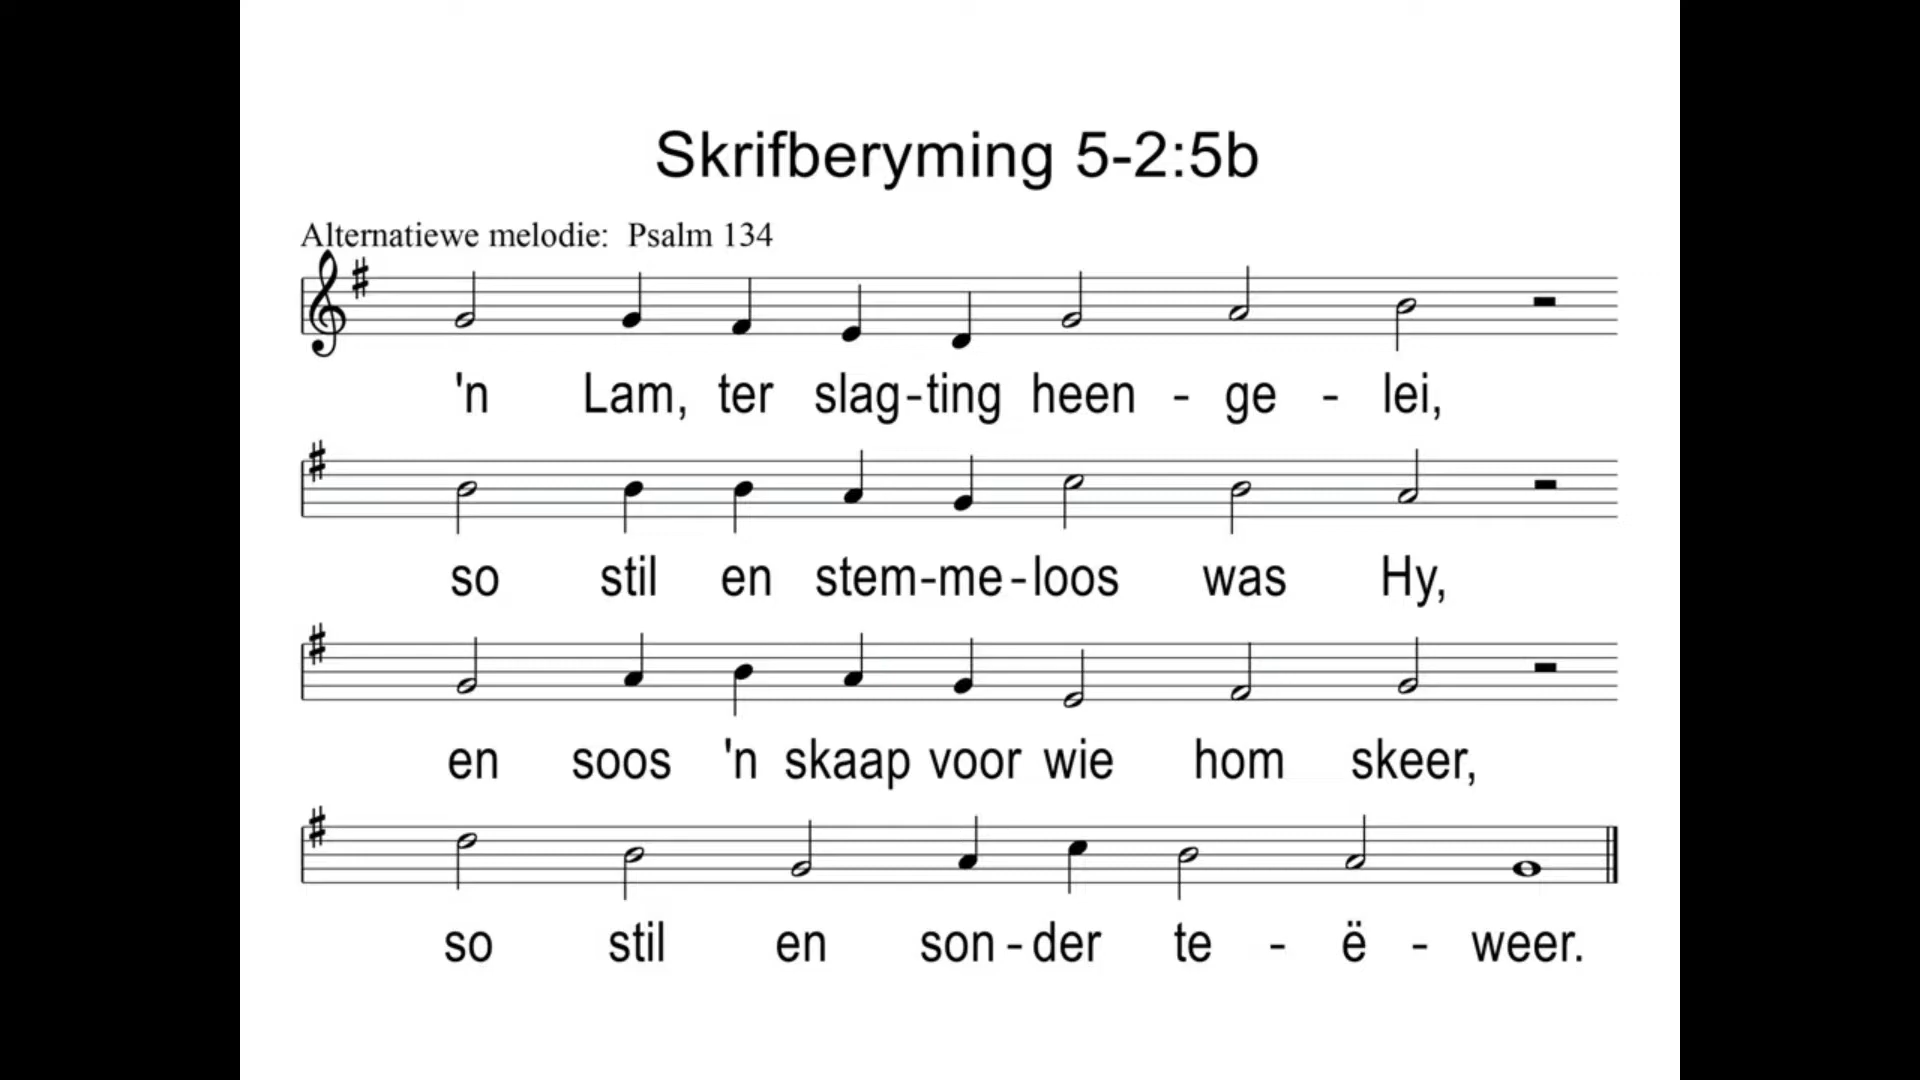 Skrifberyming 5-2:5b
Alternatiewe melodie: Psalm 134
'n Lam, ter slag-ting heen - ge - lei,
so stil en stem-me-loos was Hy,
en soos 'n skaap voor wie hom skeer,
so stil en son-der te - ë - weer.